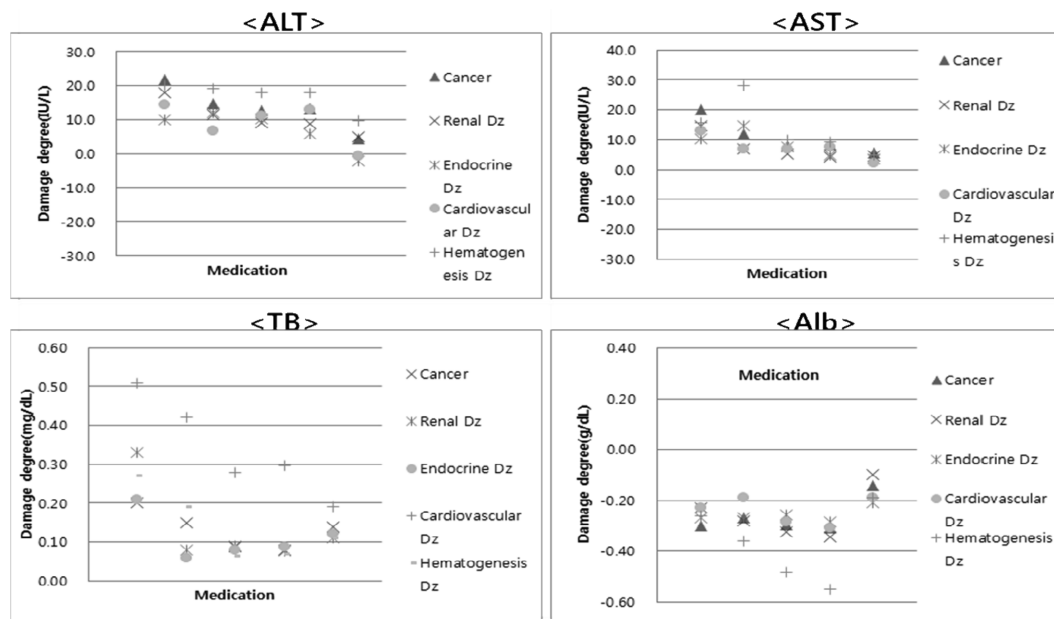 <ALT>
30.0
20.0
10.0
0.0
-10.0
-20.0
-30.0
Damage degree(IU/L)
Medication
Cancer
Renal Dz
Endocrine
Dz
Cardiovascul
ar Dz
Hematogen
esis Dz
<AST>
40.0
30.0
20.0
10.0
0.0
-10.0
-20.0
-30.0
Damage degree(IU/L)
Medication
Cancer
Renal Dz
Endocrine Dz
Cardiovascular
Dz
Hematogenesi
s Dz
<TB>
0.60
0.50
0.40
0.30
0.20
0.10
0.00
Damage degree(mg/dL)
Medication
Cancer
Renal Dz
Endocrine Dz
Cardiovascular
Dz
Hematogenesis
Dz
<Alb>
0.40
0.20
0.00
-0.20
-0.40
-0.60
Damage degree(g/dL)
Medication
Cancer
Renal Dz
Endocrine Dz
Cardiovascular
Dz
Hematogenesis
Dz